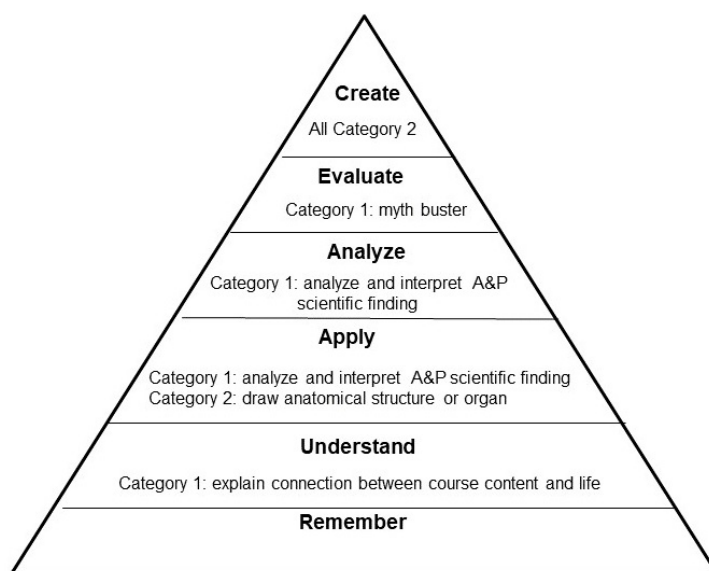 Create
All Category 2
Evaluate
Category 1: myth buster
Analyze
Category 1: analyze and interpret A&P
scientific finding
Apply
Category 1: analyze and interpret A&P scientific finding
Category 2: draw anatomical structure or organ
Understand
Category 1: explain connection between course content and life
Remember